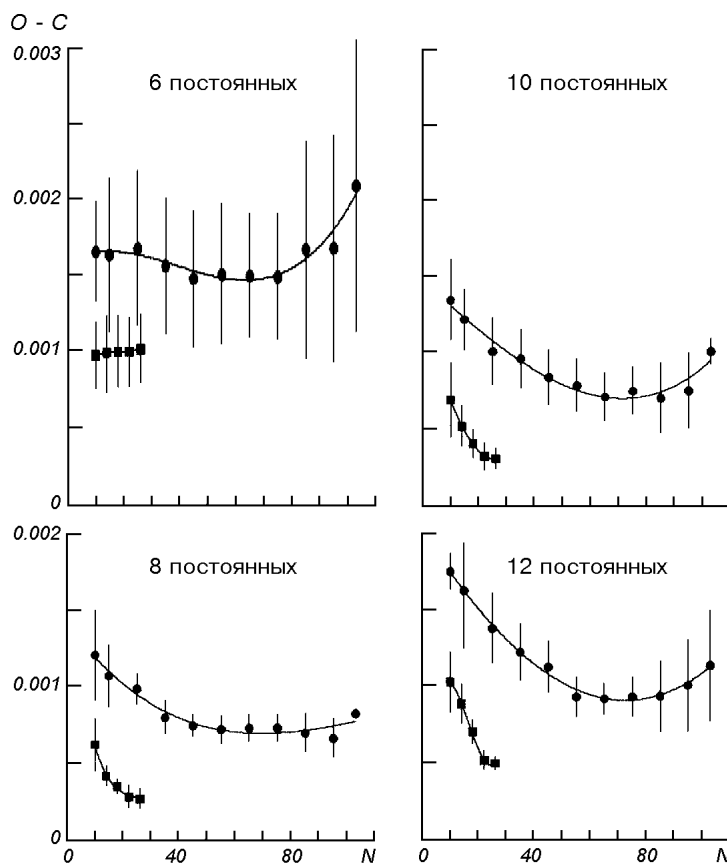 O - C
0.003
6 постоянных
10 постоянных
0.002
0.001
0
N
N
0.002
8 постоянных
12 постоянных
0.001
0
0 40 80 N
0 40 80 N